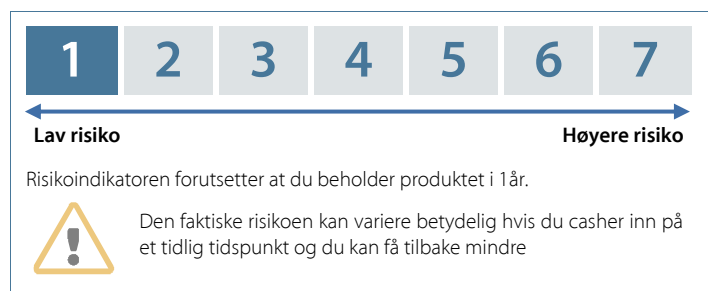 1 2 3 4 5 6 7
Lav risiko Høyere risiko
Risikoindikatoren forutsetter at du beholder produktet i 1år.
Den faktiske risikoen kan variere betydelig hvis du casher inn på
et tidlig tidspunkt og du kan få tilbake mindre